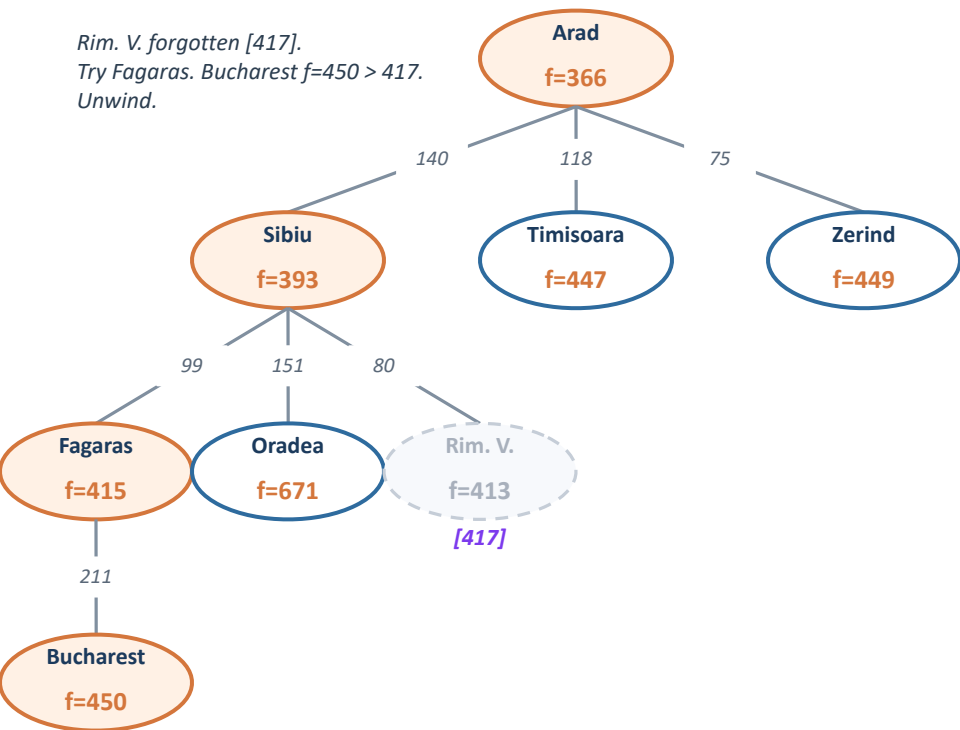 Rim. V. forgotten [417].
Try Fagaras. Bucharest f=450 > 417.
Unwind.
Arad
f=366
140
118
75
Sibiu
f=393
Timisoara
f=447
Zerind
f=449
99
151
80
Fagaras
f=415
Oradea
f=671
Rim. V.
f=413
[417]
211
Bucharest
f=450